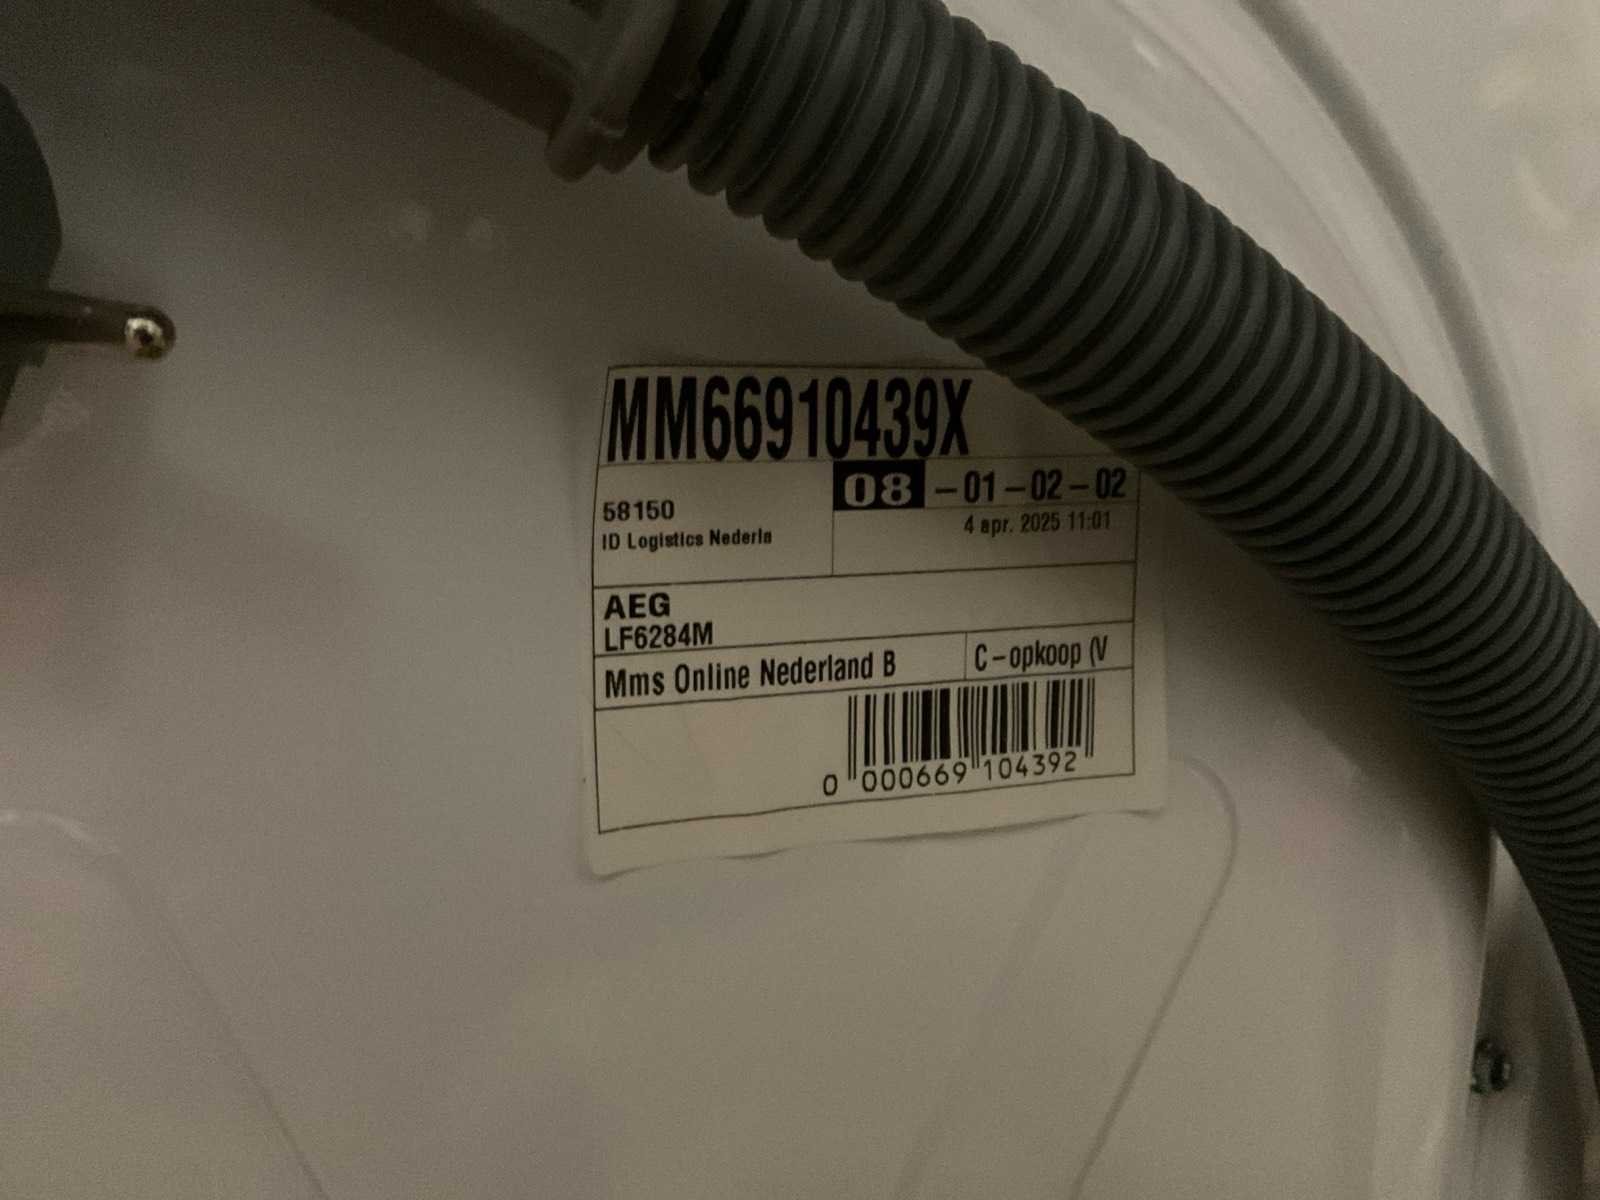 MM66910439X
08 -01-02-02
58150
4 apr. 2025 11:01
ID Logistics Nederla
AEG
LF6284M
Mms Online Nederland B
C-opkoop (V
0 000669 104392